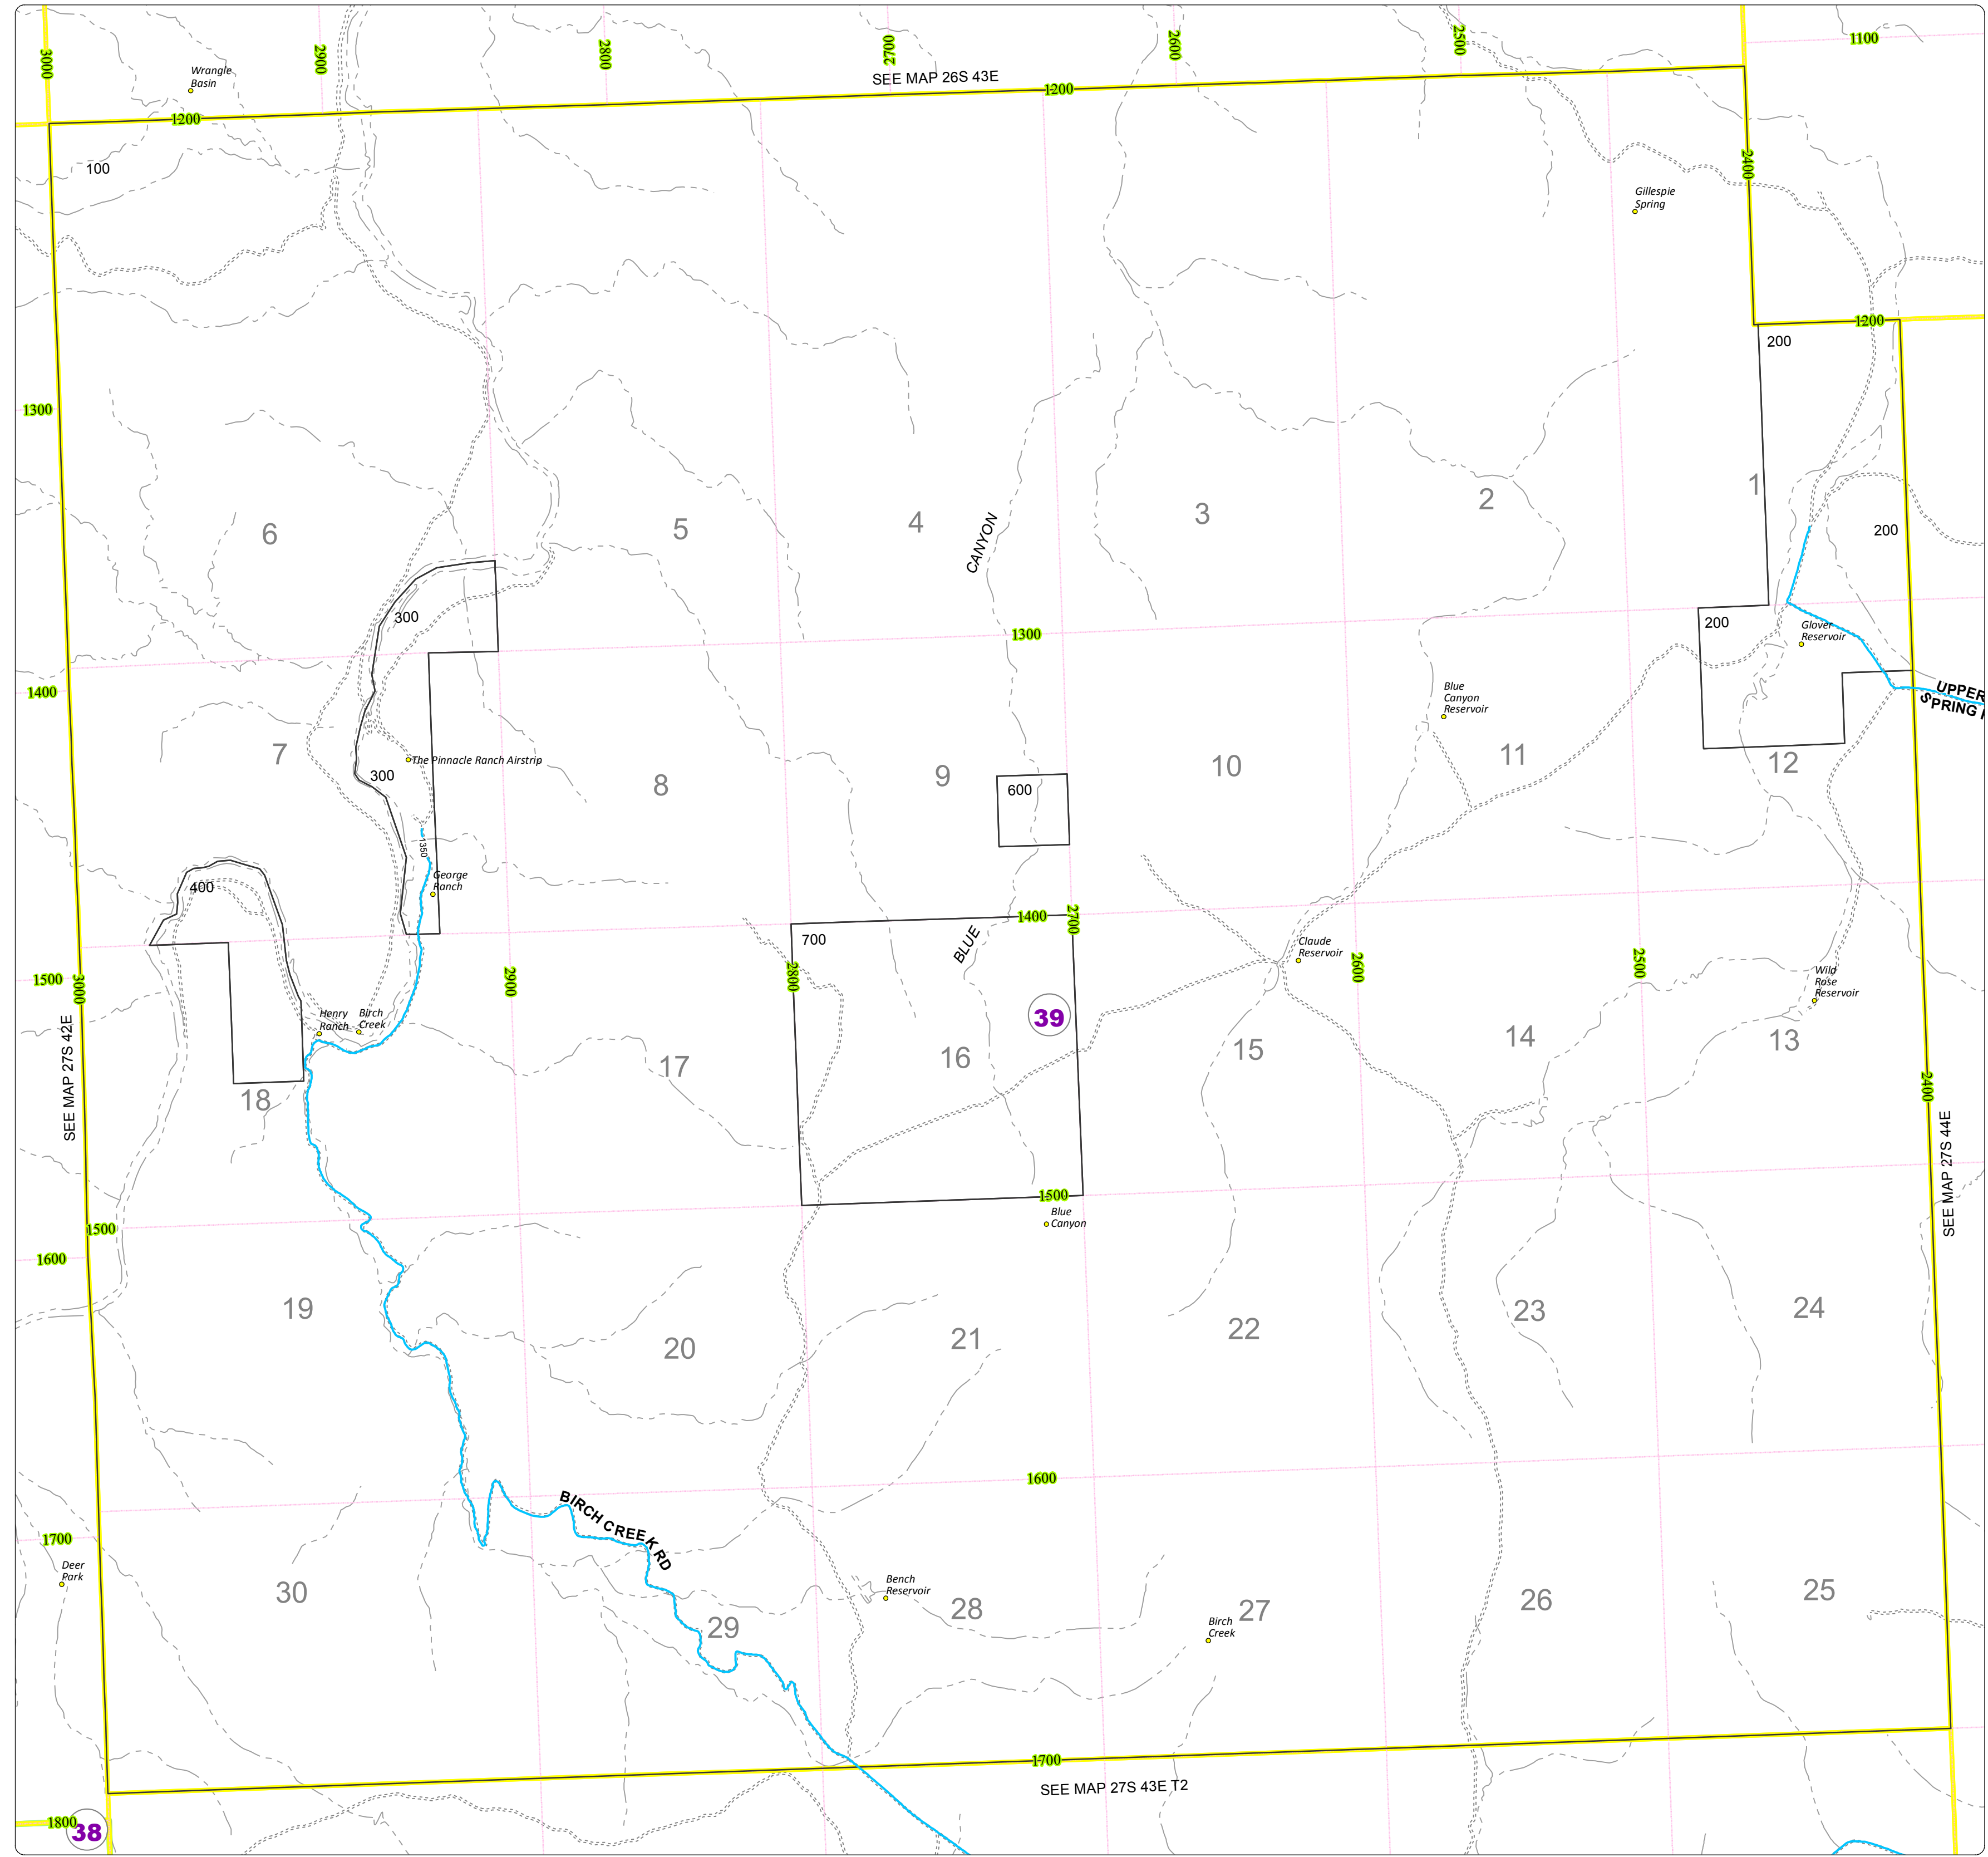 3000
2900
2800
2700
2600
2500
1100
Wrangle
Basin
SEE MAP 26S 43E
1200
1200
100
2400
Gillespie
Spring
1200
200
1300
1
2
3
4
5
6
CANYON
200
300
1300
200
Glover
Reservoir
1400
UPPER
SPRING
Blue
Canyon
Reservoir
7
The Pinnacle Ranch Airstrip
300
8
9
10
11
12
600
1350
George
Ranch
400
1400
2700
700
BLUE
Claude
Reservoir
1500
3000
2900
2800
2600
2500
Wild
Rose
Reservoir
Henry
Ranch
Birch
Creek
39
SEE MAP 27S 42E
18
17
16
15
14
13
2400
SEE MAP 27S 44E
1500
Blue
Canyon
1500
1600
19
20
21
22
23
24
1600
BIRCH CREEK RD
1700
Deer
Park
30
29
Bench
Reservoir
28
Birch
Creek
27
26
25
1700
SEE MAP 27S 43E T2
1800
38